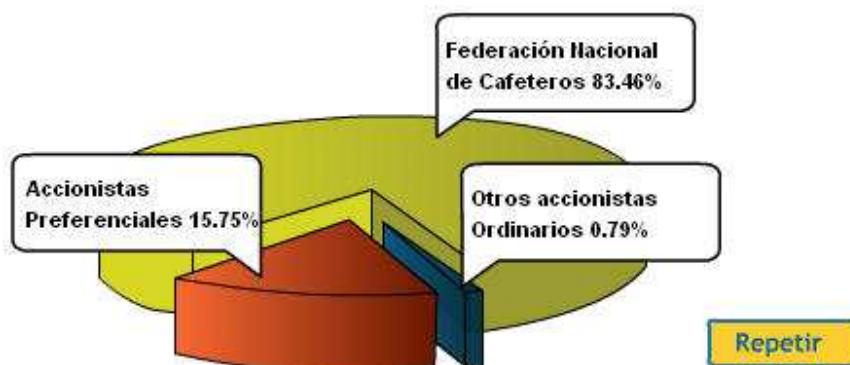 Federación Nacional
de Cafeteros 83.46%
Accionistas
Preferenciales 15.75%
Otros accionistas
Ordinarios 0.79%
Repetir